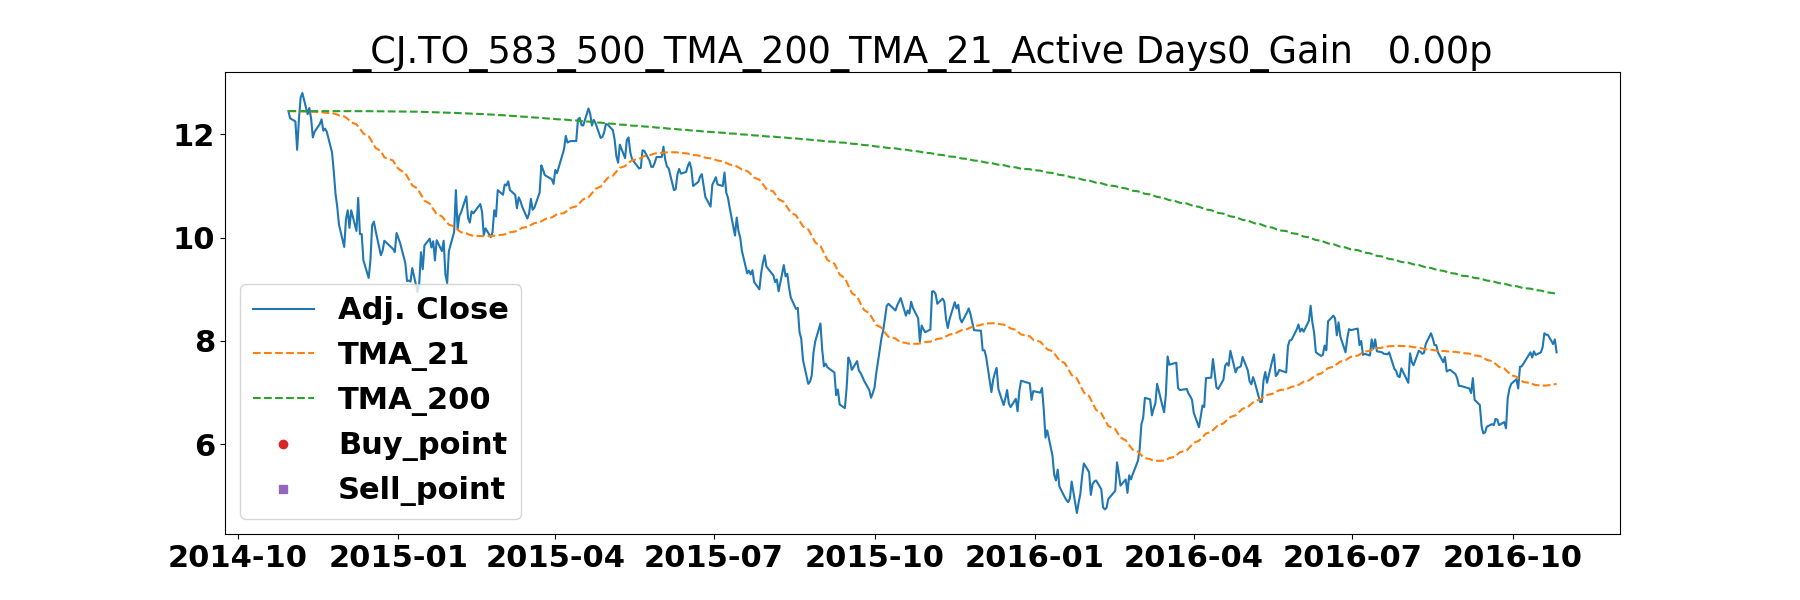 _CJ.TO_583_500_TMA_200_TMA_21_Active Days0_Gain   0.00p
12
10
8
6
Adj. Close
TMA_21
TMA_200
Buy_point
Sell_point
2014-10 2015-01 2015-04 2015-07 2015-10 2016-01 2016-04 2016-07 2016-10